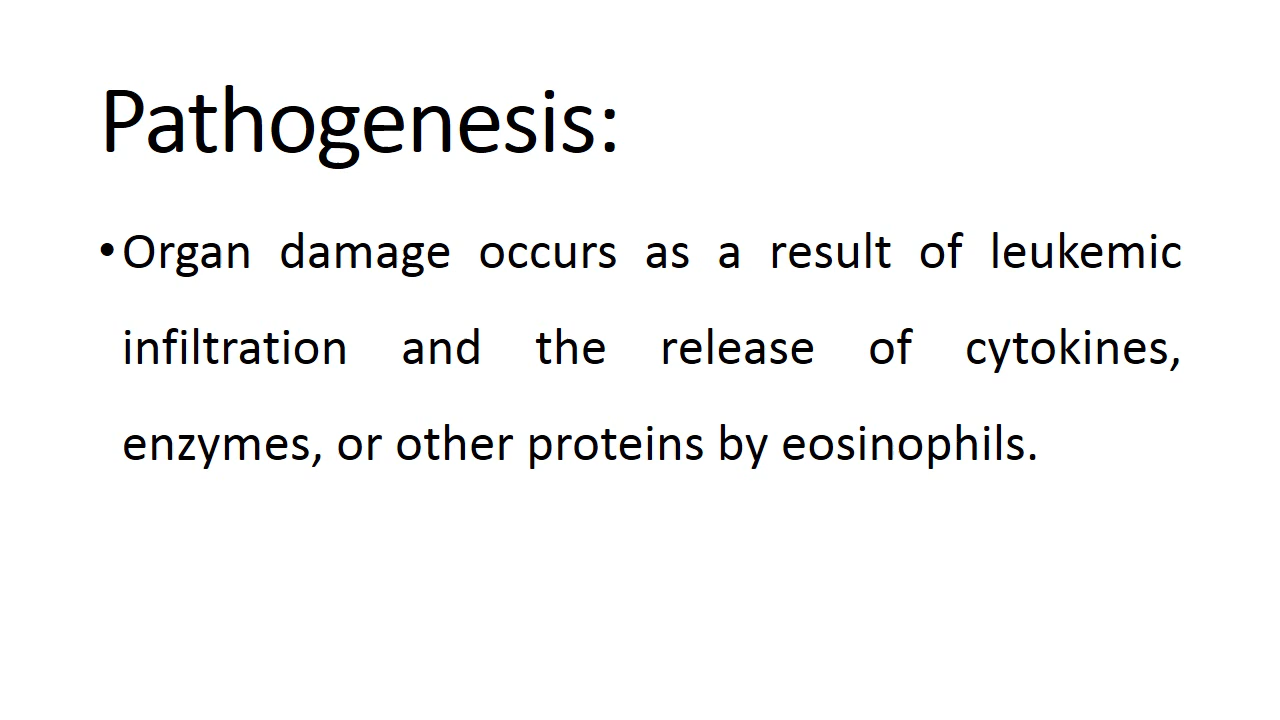 Pathogenesis:
•Organ damage occurs as a result of leukemic
infiltration and the release of cytokines,
enzymes, or other proteins by eosinophils.